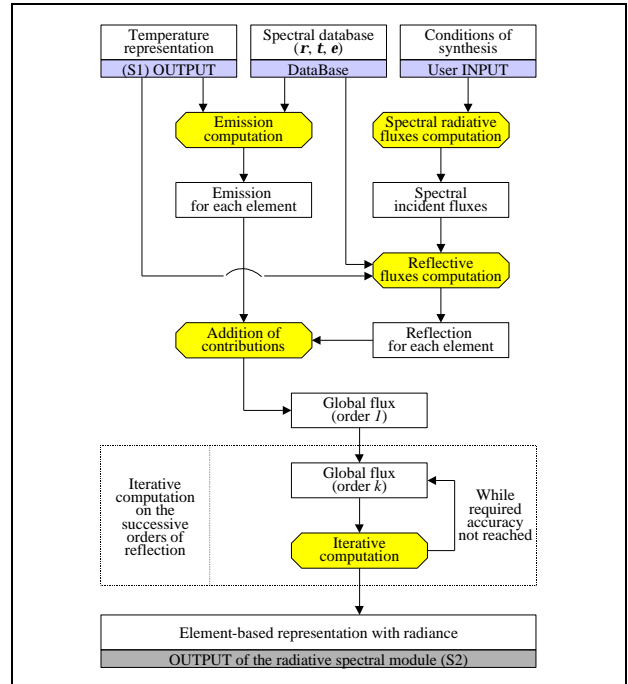 Temperature
representation
(S1) OUTPUT
Spectral database
(r, t, e)
DataBase
Conditions of
synthesis
User INPUT
Emission
computation
Spectral radiative
fluxes computation
Emission
for each element
Spectral
incident fluxes
Reflective
fluxes computation
Addition of
contributions
Reflection
for each element
Global flux
(order 1)
Iterative
computation
on the
successive
orders of
reflection
Global flux
(order k)
While
required
accuracy
not reached
Iterative
computation
Element-based representation with radiance
OUTPUT of the radiative spectral module (S2)